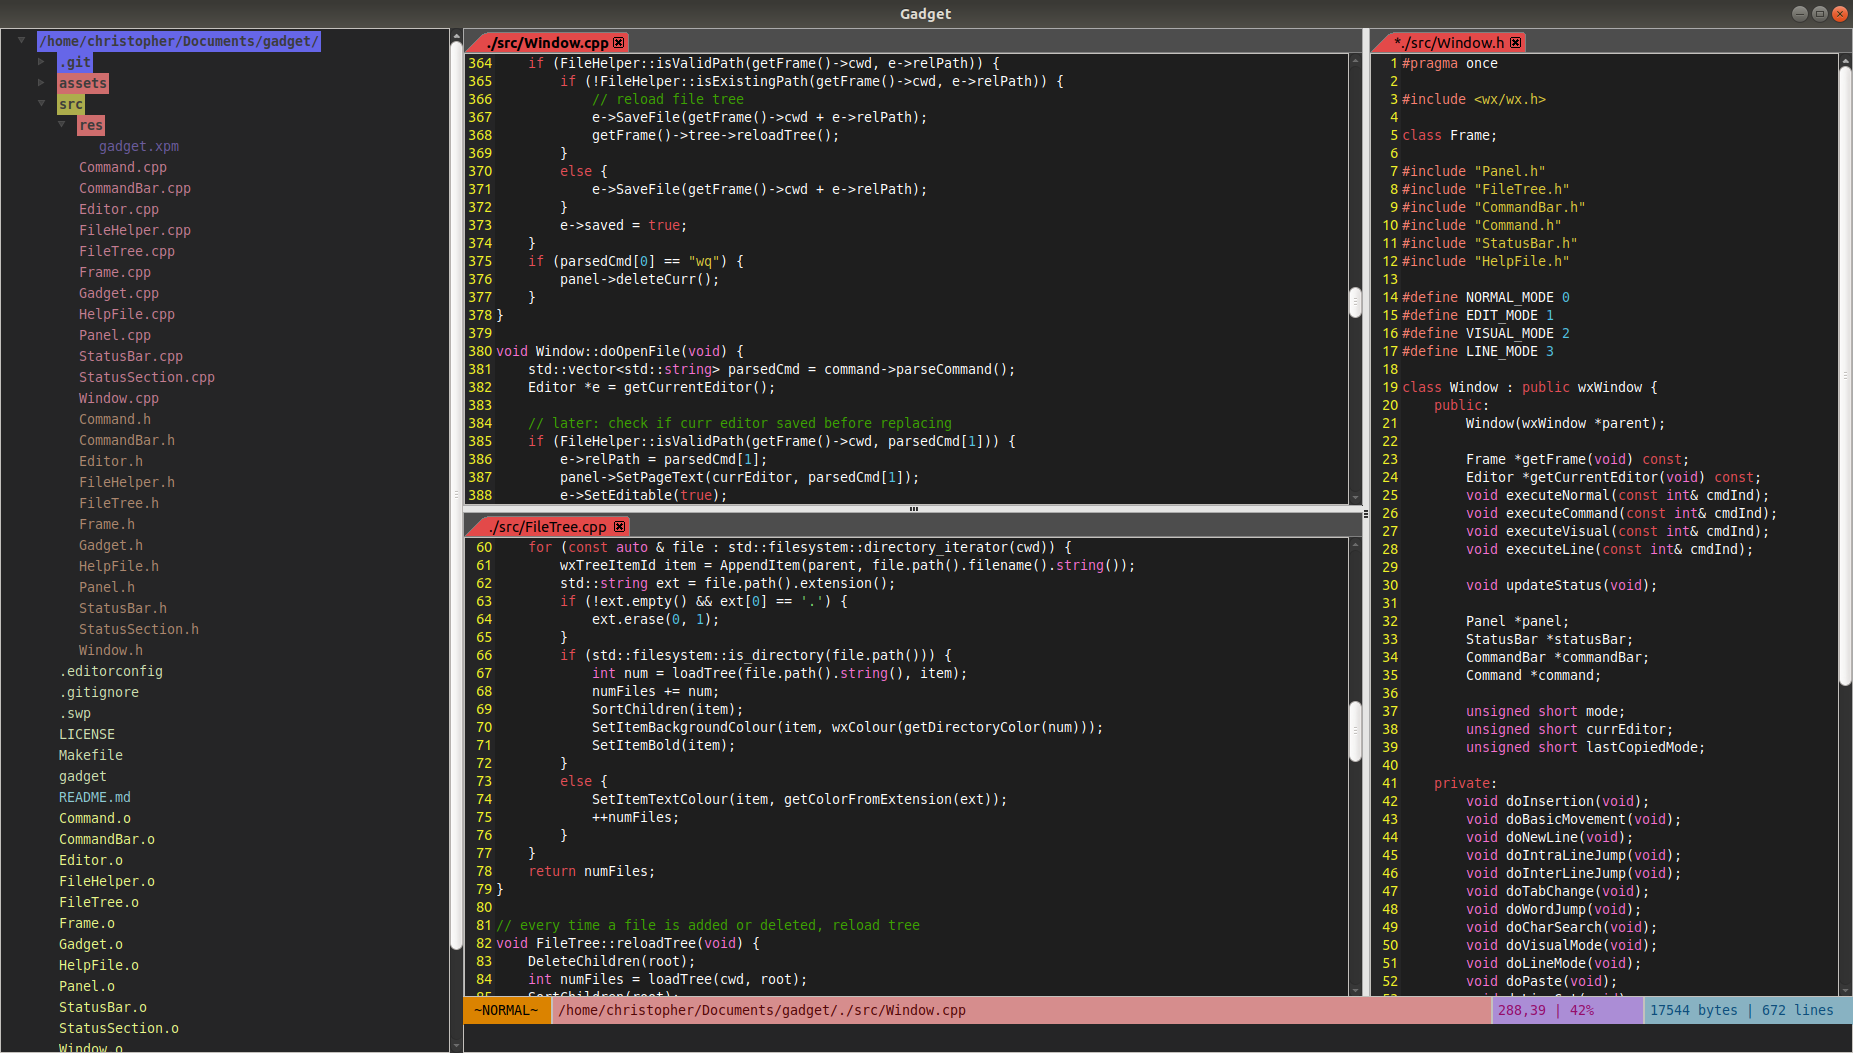 Gadget
/home/christopher/Documents/gadget/
.git
assets
src
res
gadget.xpm
Command.cpp
CommandBar.cpp
Editor.cpp
FileHelper.cpp
FileTree.cpp
Frame.cpp
Gadget.cpp
HelpFile.cpp
Panel.cpp
StatusBar.cpp
StatusSection.cpp
Window.cpp
Command.h
CommandBar.h
Editor.h
FileHelper.h
FileTree.h
Frame.h
Gadget.h
HelpFile.h
Panel.h
StatusBar.h
StatusSection.h
Window.h
.editorconfig
.gitignore
.swp
LICENSE
Makefile
gadget
README.md
Command.o
CommandBar.o
Editor.o
FileHelper.o
FileTree.o
Frame.o
Gadget.o
HelpFile.o
Panel.o
StatusBar.o
StatusSection.o
Window.o
./src/Window.cpp
364     if (FileHelper::isValidPath(getFrame()->cwd, e->relPath)) {
365         if (!FileHelper::isExistingPath(getFrame()->cwd, e->relPath)) {
366             // reload file tree
367             e->SaveFile(getFrame()->cwd + e->relPath);
368             getFrame()->tree->reloadTree();
369         }
370         else {
371             e->SaveFile(getFrame()->cwd + e->relPath);
372         }
373         e->saved = true;
374     }
375     if (parsedCmd[0] == "wq") {
376         panel->deleteCurr();
377     }
378 }
379
380 void Window::doOpenFile(void) {
381     std::vector<std::string> parsedCmd = command->parseCommand();
382     Editor *e = getCurrentEditor();
383
384     // later: check if curr editor saved before replacing
385     if (FileHelper::isValidPath(getFrame()->cwd, parsedCmd[1])) {
386         e->relPath = parsedCmd[1];
387         panel->SetPageText(currEditor, parsedCmd[1]);
388         e->SetEditable(true);
./src/FileTree.cpp
60     for (const auto & file : std::filesystem::directory_iterator(cwd)) {
61         wxTreeItemId item = AppendItem(parent, file.path().filename().string());
62         std::string ext = file.path().extension();
63         if (!ext.empty() && ext[0] == '.') {
64             ext.erase(0, 1);
65         }
66         if (std::filesystem::is_directory(file.path())) {
67             int num = loadTree(file.path().string(), item);
68             numFiles += num;
69             SortChildren(item);
70             SetItemBackgroundColour(item, wxColour(getDirectoryColor(num)));
71             SetItemBold(item);
72         }
73         else {
74             SetItemTextColour(item, getColorFromExtension(ext));
75             ++numFiles;
76         }
77     }
78     return numFiles;
79 }
80
81 // every time a file is added or deleted, reload tree
82 void FileTree::reloadTree(void) {
83     DeleteChildren(root);
84     int numFiles = loadTree(cwd, root);
85     SortChildren(root);
*./src/Window.h
1 #pragma once
2
3 #include <wx/wx.h>
4
5 class Frame;
6
7 #include "Panel.h"
8 #include "FileTree.h"
9 #include "CommandBar.h"
10 #include "Command.h"
11 #include "StatusBar.h"
12 #include "HelpFile.h"
13
14 #define NORMAL_MODE 0
15 #define EDIT_MODE 1
16 #define VISUAL_MODE 2
17 #define LINE_MODE 3
18
19 class Window : public wxWindow {
20     public:
21         Window(wxWindow *parent);
22
23         Frame *getFrame(void) const;
24         Editor *getCurrentEditor(void) const;
25         void executeNormal(const int& cmdInd);
26         void executeCommand(const int& cmdInd);
27         void executeVisual(const int& cmdInd);
28         void executeLine(const int& cmdInd);
29
30         void updateStatus(void);
31
32         Panel *panel;
33         StatusBar *statusBar;
34         CommandBar *commandBar;
35         Command *command;
36
37         unsigned short mode;
38         unsigned short currEditor;
39         unsigned short lastCopiedMode;
40
41     private:
42         void doInsertion(void);
43         void doBasicMovement(void);
44         void doNewLine(void);
45         void doIntraLineJump(void);
46         void doInterLineJump(void);
47         void doTabChange(void);
48         void doWordJump(void);
49         void doCharSearch(void);
50         void doVisualMode(void);
51         void doLineMode(void);
52         void doPaste(void);
~NORMAL~ /home/christopher/Documents/gadget/./src/Window.cpp 288,39 | 42% 17544 bytes | 672 lines